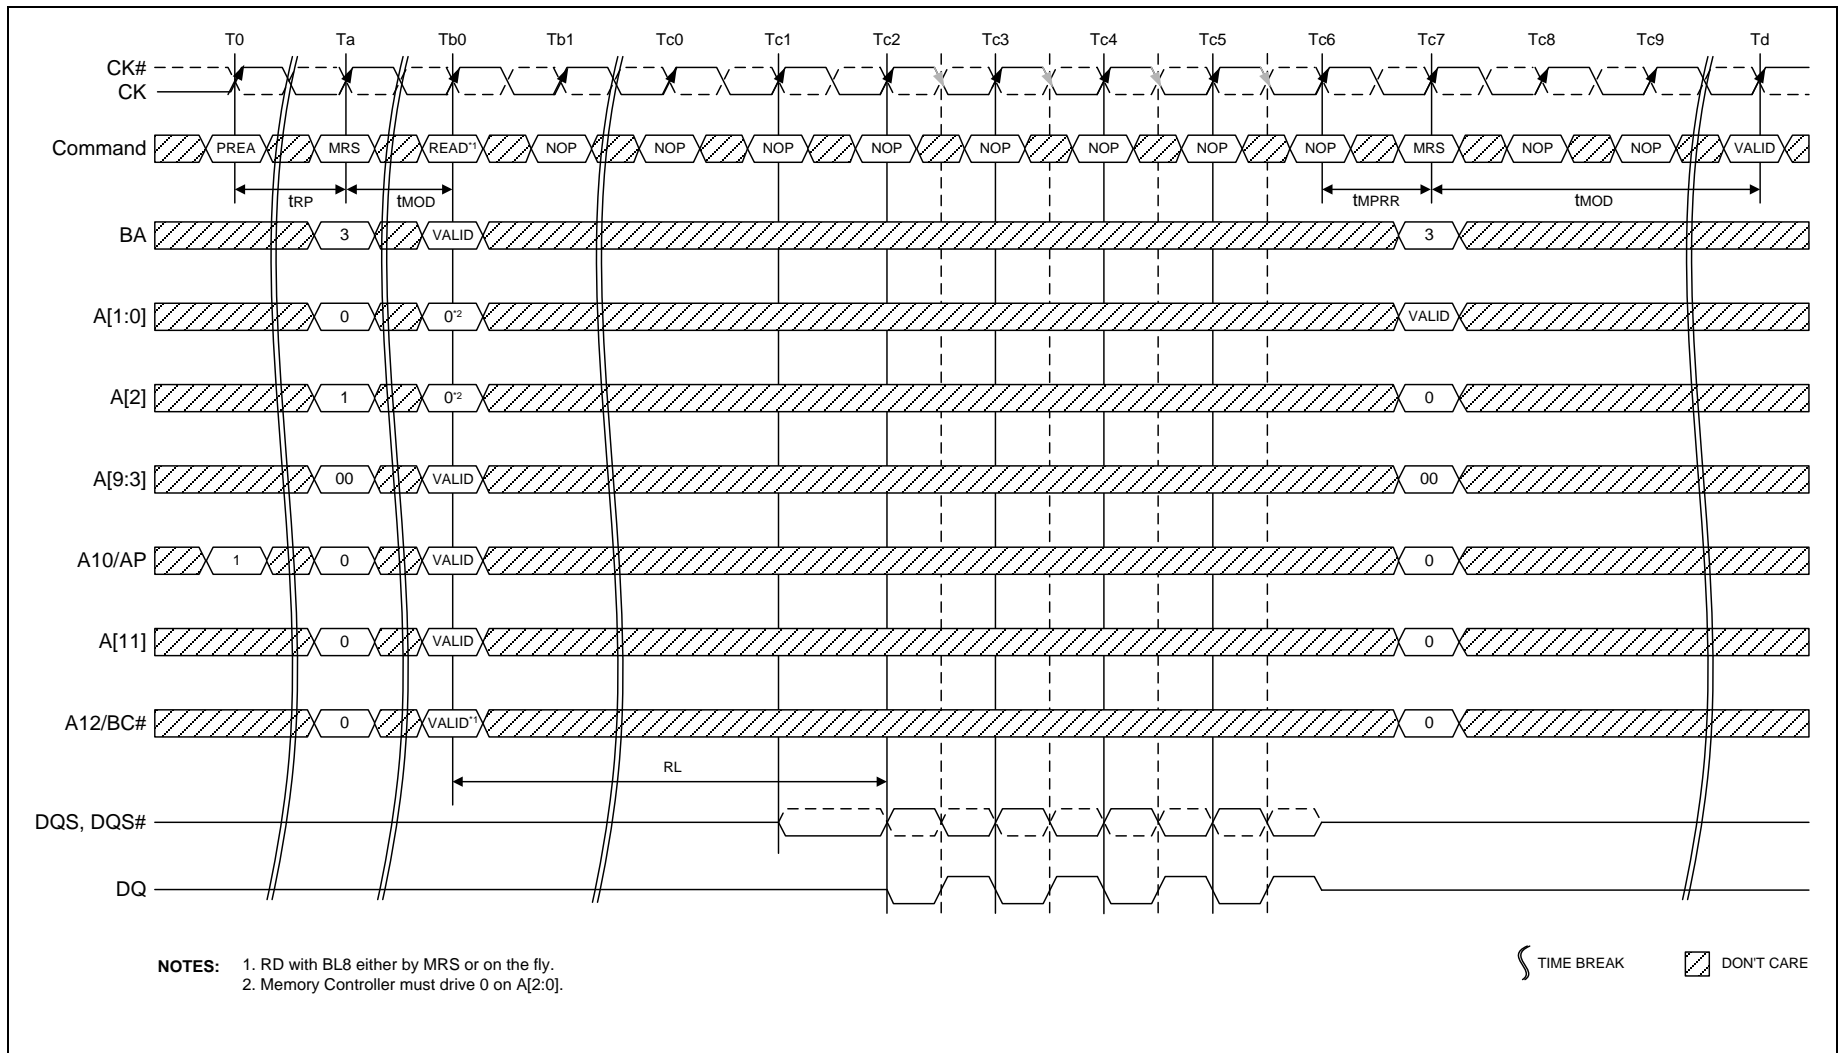 T0 Ta Tb0 Tb1 Tc0 Tc1 Tc2 Tc3 Tc4 Tc5 Tc6 Tc7 Tc8 Tc9 Td
CK#
CK
Command PREA MRS READ*1 NOP NOP NOP NOP NOP NOP NOP NOP MRS NOP NOP VALID
tRP tMOD tMPRR tMOD
BA 3 VALID 3
A[1:0] 0 0*2 VALID
A[2] 1 0*2 0
A[9:3] 00 VALID 00
A10/AP 1 0 VALID 0
A[11] 0 VALID 0
A12/BC# 0 VALID*1 0
RL
DQS, DQS#
DQ
NOTES: 1. RD with BL8 either by MRS or on the fly.
2. Memory Controller must drive 0 on A[2:0].
TIME BREAK DON'T CARE